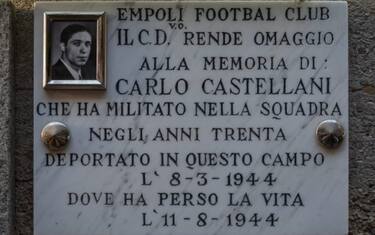 EMPOLI FOOTBAL CLUB
IL C.D. V.O. RENDE OMAGGIO
ALLA MEMORIA DI:
CARLO CASTELLANI
CHE HA MILITATO NELLA SQUADRA
NEGLI ANNI TRENTA
DEPORTATO IN QUESTO CAMPO
L' 8-3-1944
DOVE HA PERSO LA VITA
L' 11-8-1944